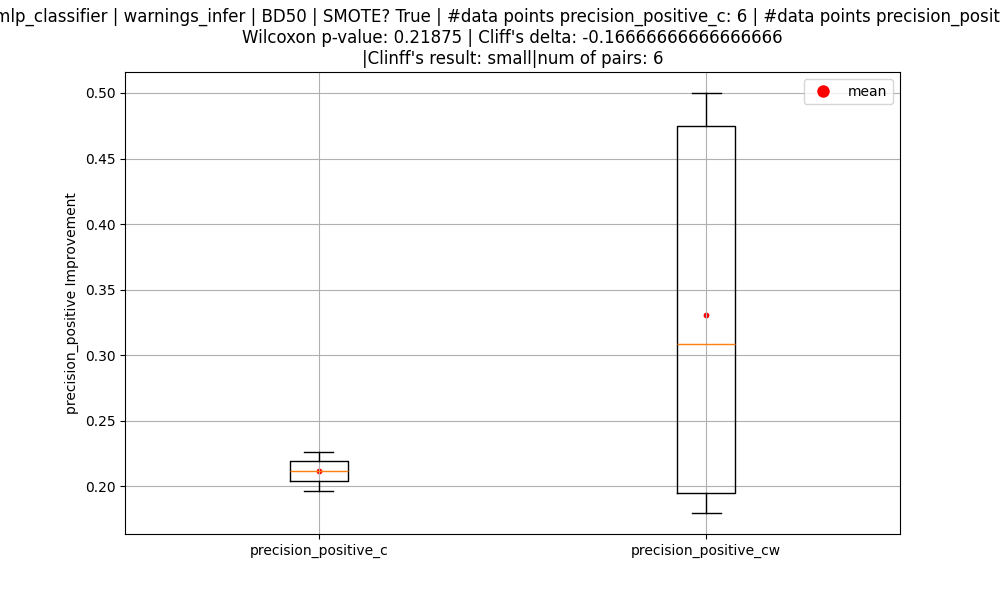 mlp_classifier | warnings_infer | BD50 | SMOTE? True | #data points precision_positive_c: 6 | #data points
Wilcoxon p-value: 0.21875 | Cliff's delta: -0.16666666666666666
|Clinff's result: small|num of pairs: 6
mean
0.50
0.45
0.40
0.35
0.30
0.25
0.20
precision_positive Improvement
precision_positive_c
precision_positive_cw